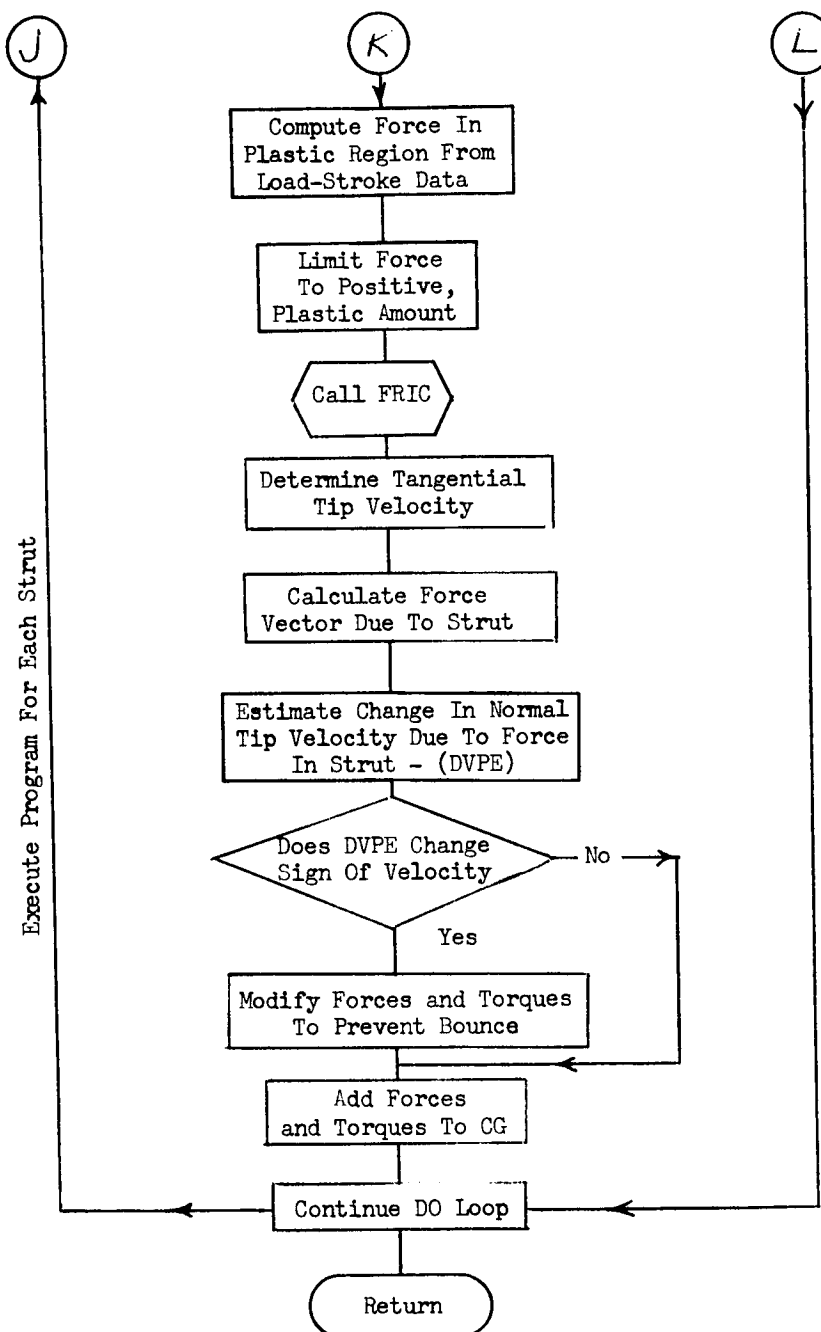 J
K
L
Compute Force In
Plastic Region From
Load-Stroke Data
Limit Force
To Positive,
Plastic Amount
Call FRIC
Determine Tangential
Tip Velocity
Calculate Force
Vector Due To Strut
Estimate Change In Normal
Tip Velocity Due To Force
In Strut - (DVPE)
Does DVPE Change
Sign Of Velocity
No
Yes
Modify Forces and Torques
To Prevent Bounce
Add Forces
and Torques To CG
Continue DO Loop
Return
Execute Program For Each Strut